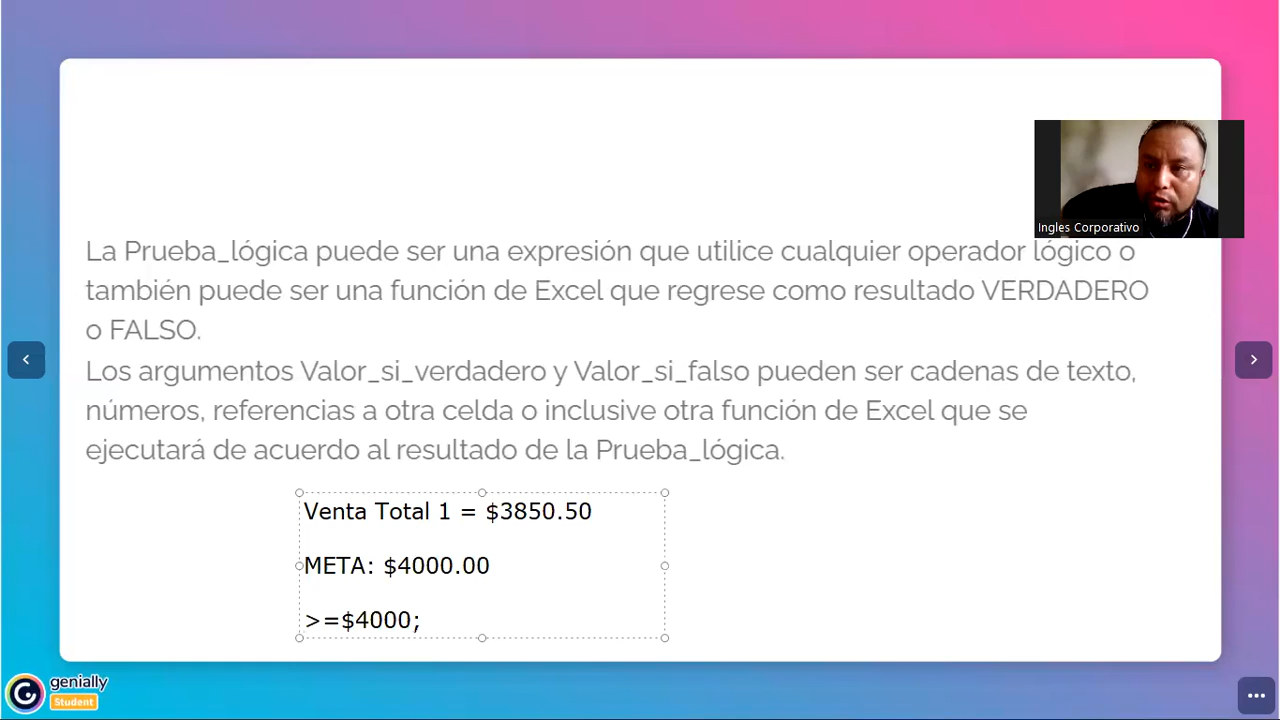 Ingles Corporativo
La Prueba_lógica puede ser una expresión que utilice cualquier operador lógico o
también puede ser una función de Excel que regrese como resultado VERDADERO
o FALSO.
Los argumentos Valor_si_verdadero y Valor_si_falso pueden ser cadenas de texto,
números, referencias a otra celda o inclusive otra función de Excel que se
ejecutará de acuerdo al resultado de la Prueba_lógica.
Venta Total 1 = $3850.50
META: $4000.00
>=$4000;
genially
Student